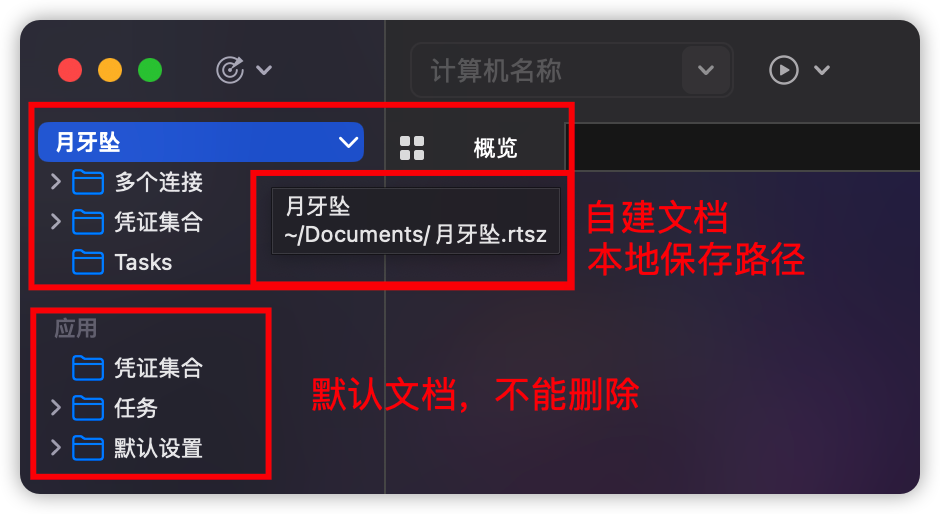 计算机名称
月牙坠
概览
多个连接
凭证集合
Tasks
月牙坠
~/Documents/月牙坠.rtsz
自建文档
本地保存路径
应用
凭证集合
任务
默认设置
默认文档，不能删除